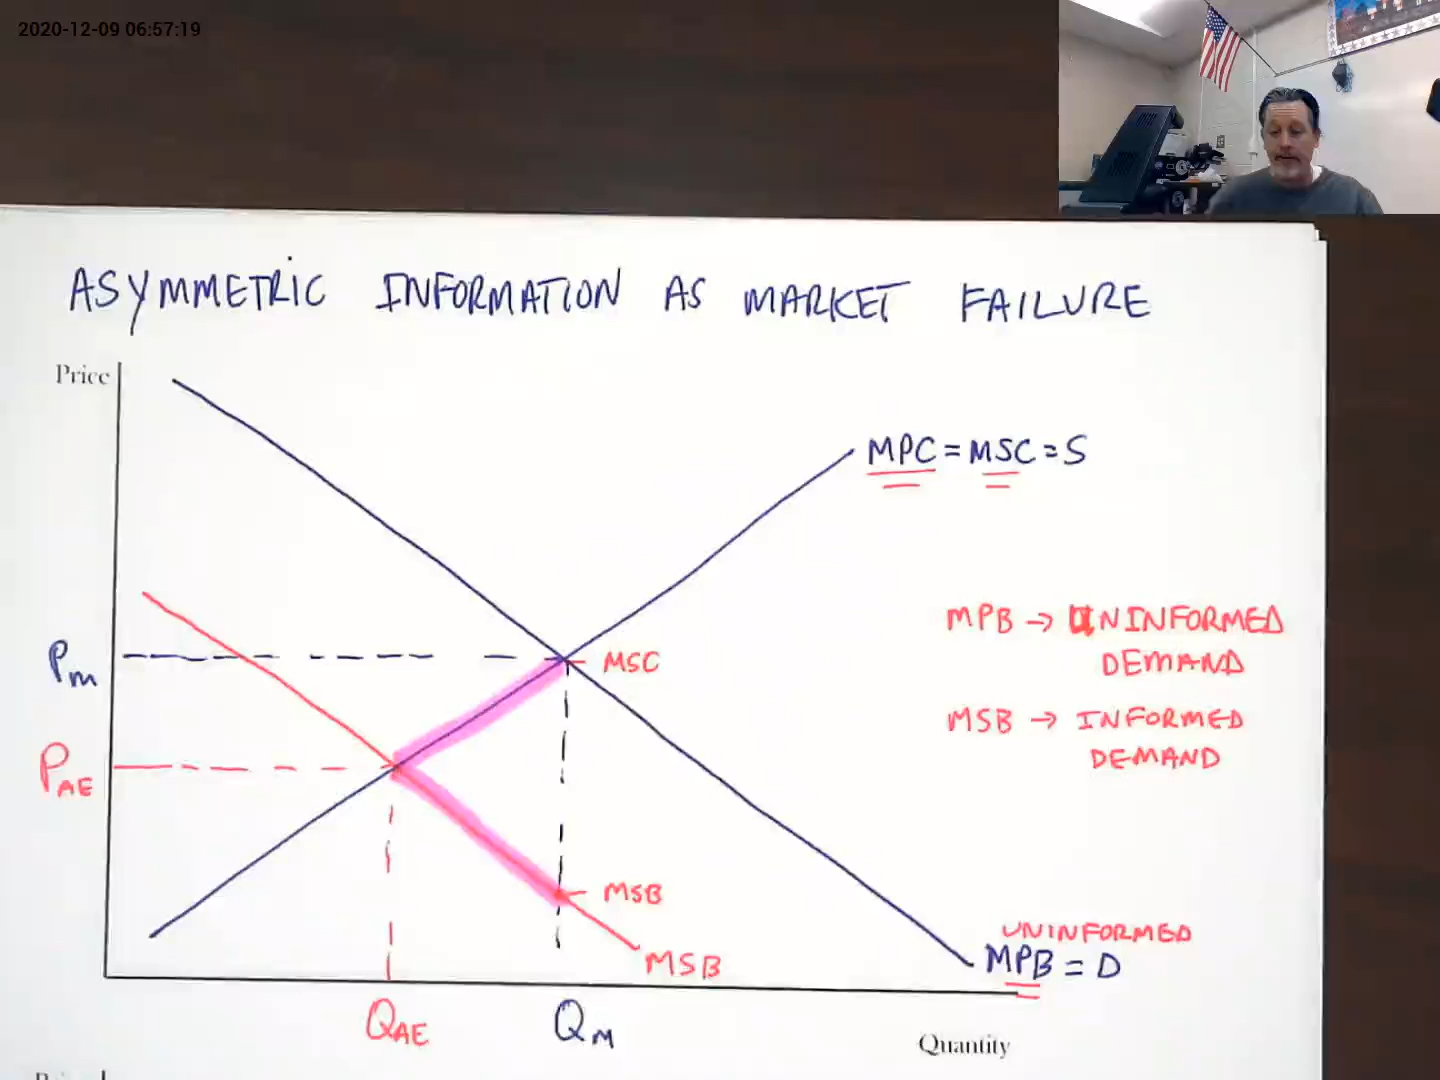 2020-12-09 06:57:19
ASYMMETRIC INFORMATION AS MARKET FAILURE
Price
MPC = MSC = S
MPB → UNINFORMED
DEMAND
Pm
MSC
MSB → INFORMED
DEMAND
PAE
MSB
UNINFORMED
MPB = D
MSB
QAE
QM
Quantity